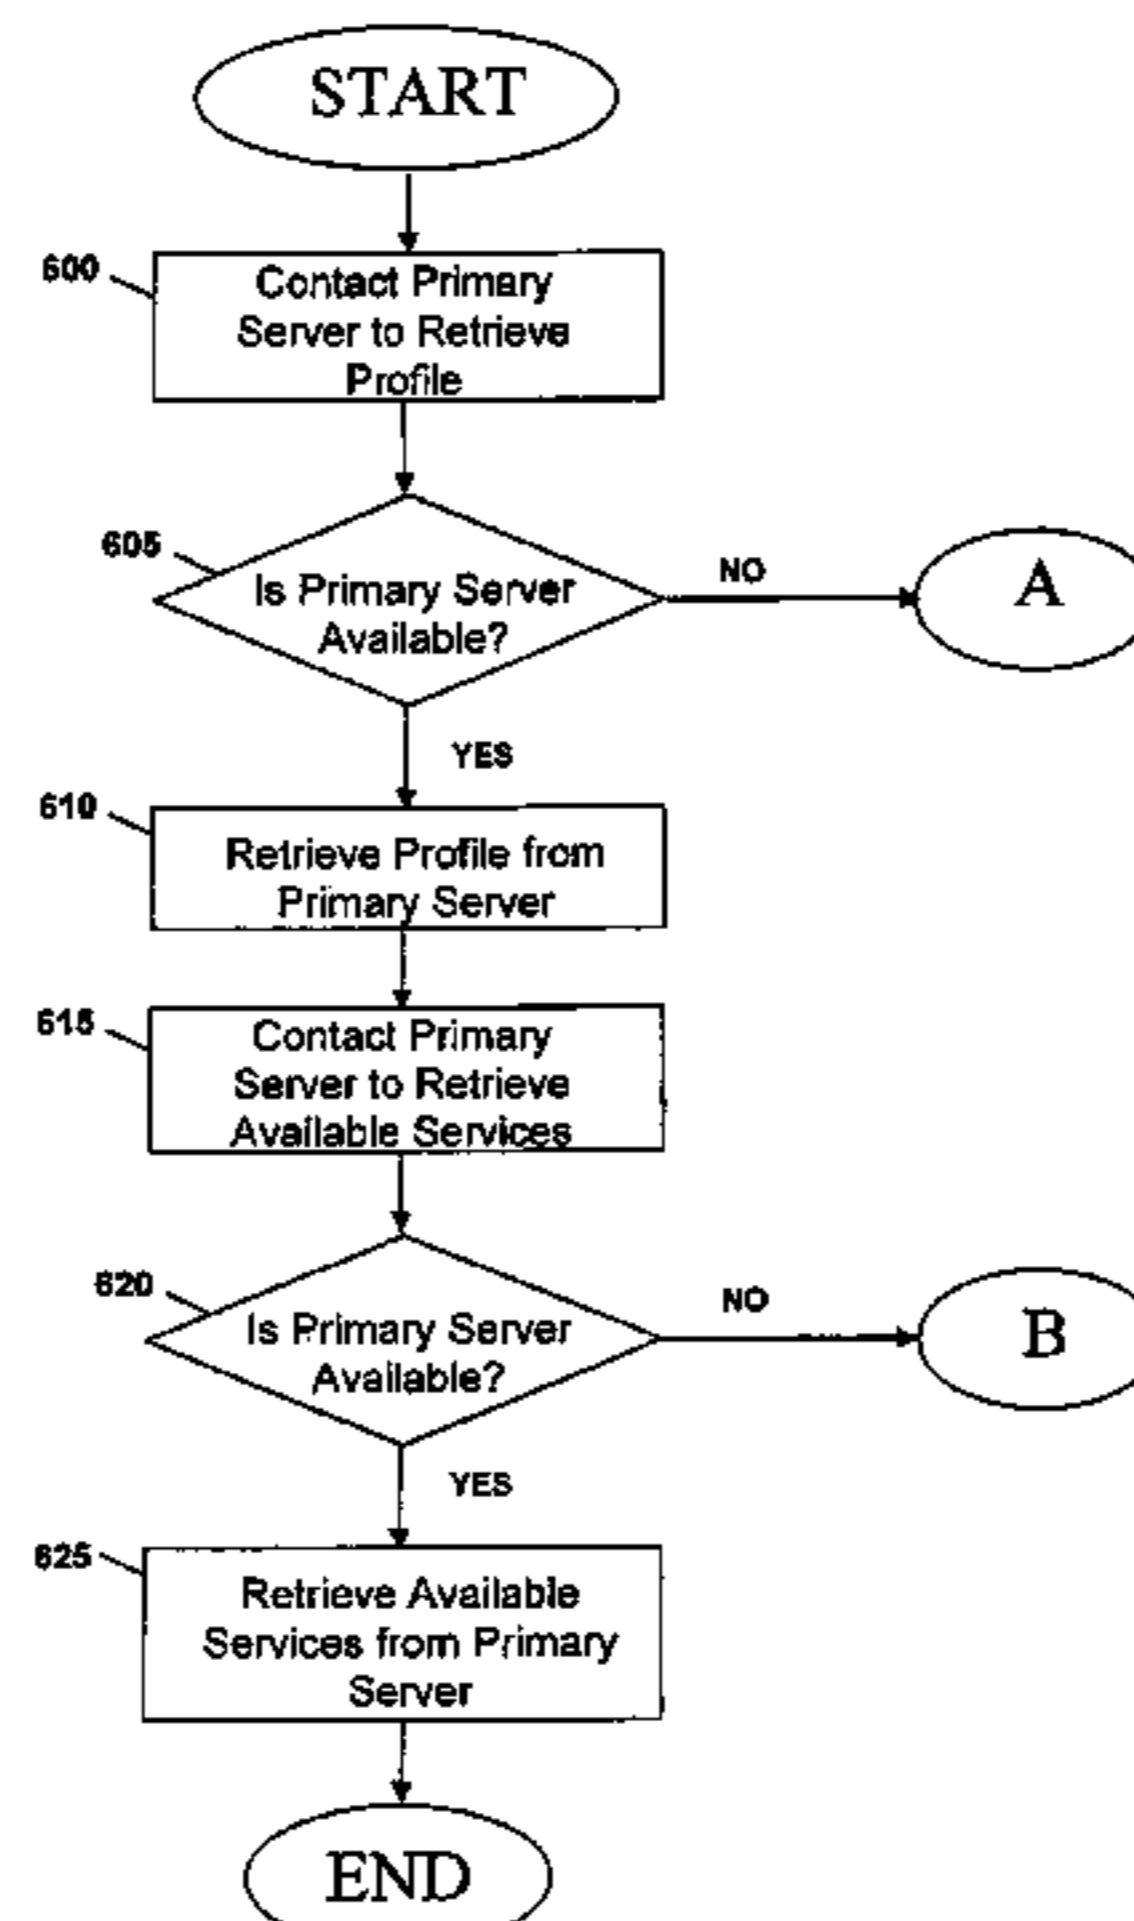 START
600
Contact Primary
Server to Retrieve
Profile
605
Is Primary Server
Available?
NO
A
YES
610
Retrieve Profile from
Primary Server
615
Contact Primary
Server to Retrieve
Available Services
620
Is Primary Server
Available?
NO
B
YES
625
Retrieve Available
Services from Primary
Server
END